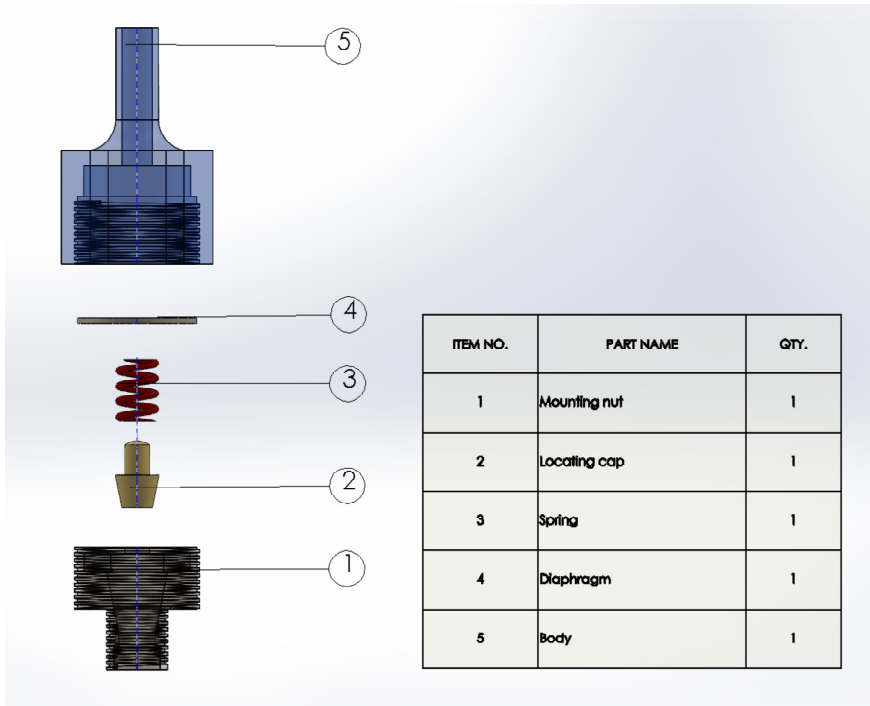 5
4
3
2
1
ITEM NO. PART NAME QTY.
1 Mounting nut 1
2 Locating cap 1
3 Spring 1
4 Diaphragm 1
5 Body 1